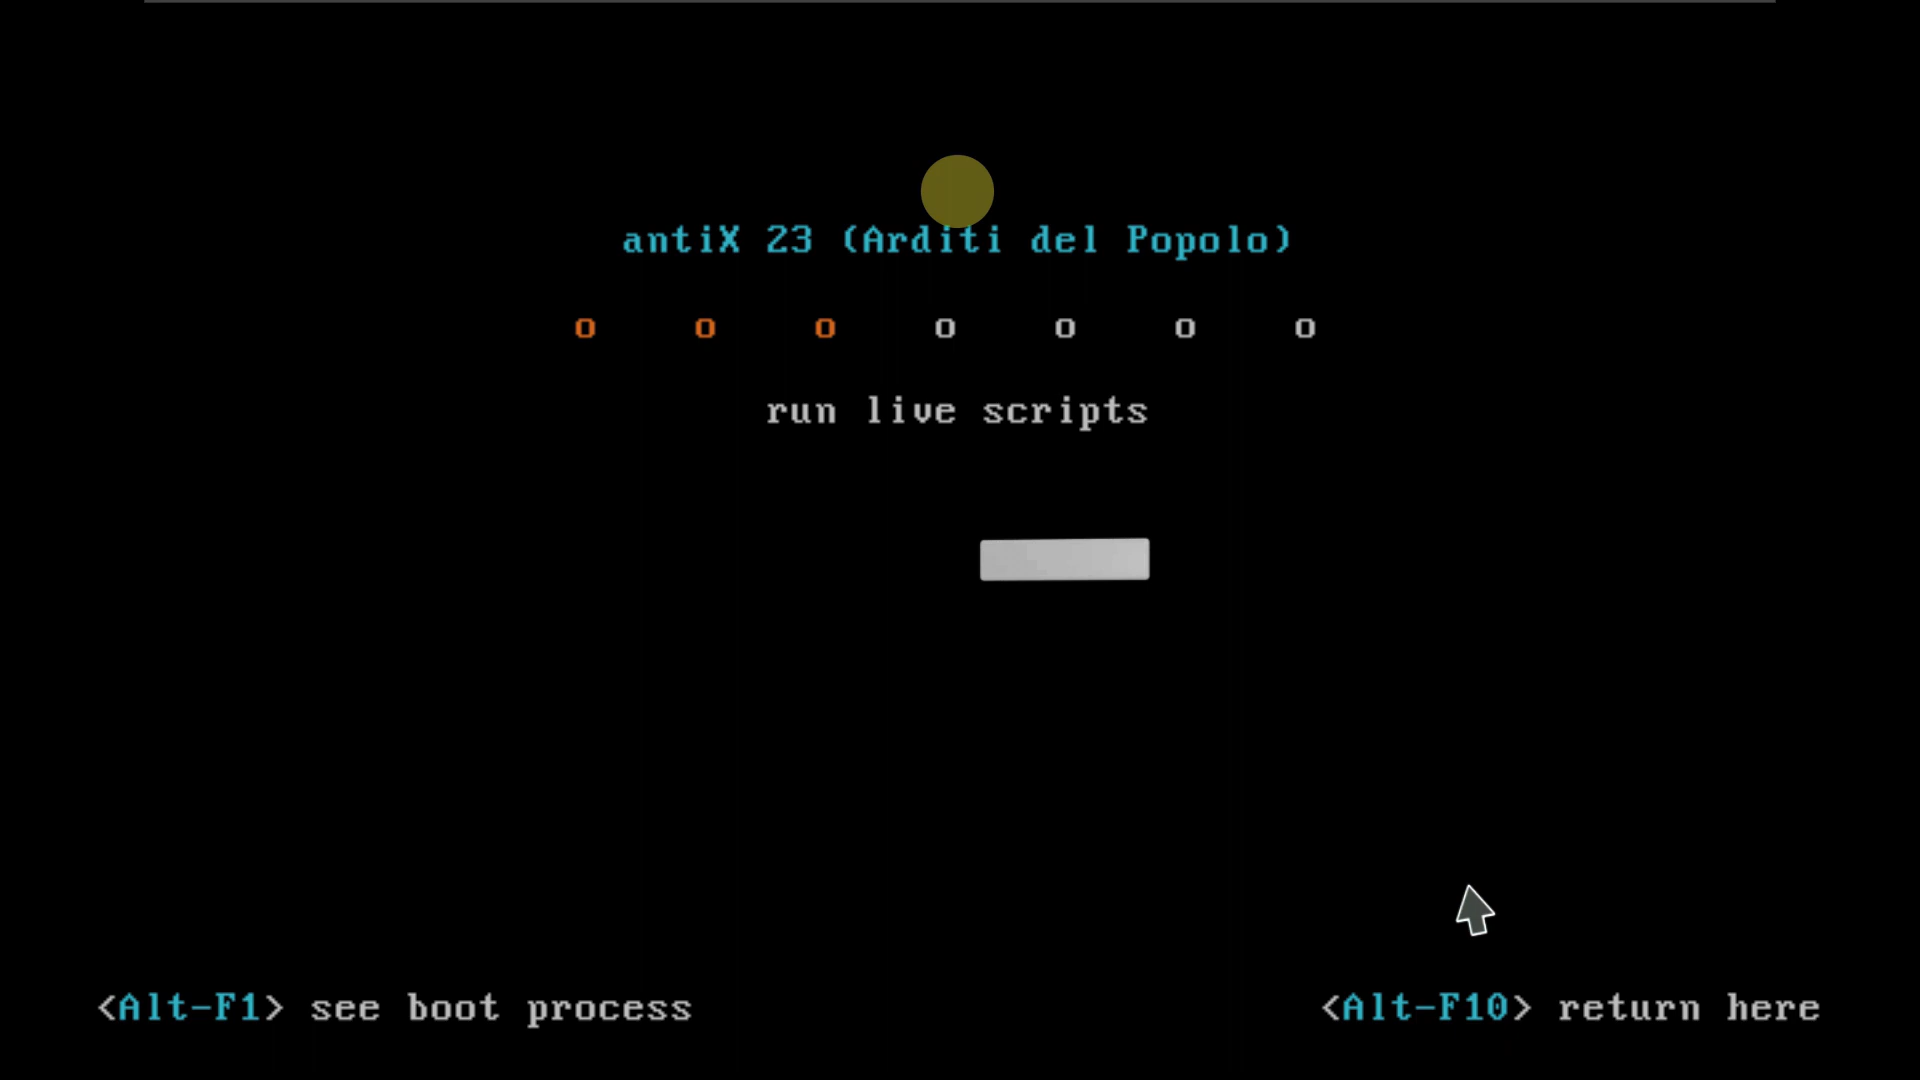 antiX 23 (Arditi del Popolo)
o o o o o o o
run live scripts
<Alt-F1> see boot process
<Alt-F10> return here